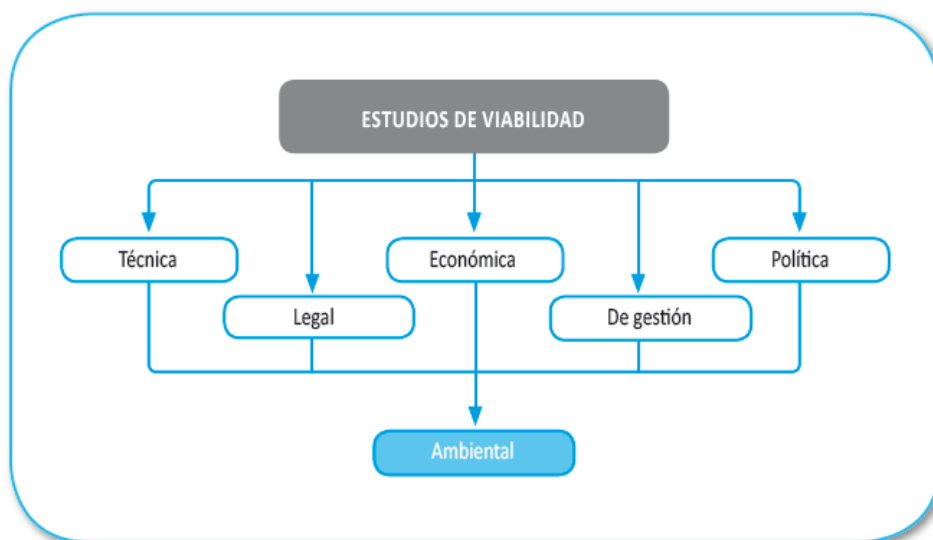 ESTUDIOS DE VIABILIDAD
Técnica
Económica
Política
Legal
De gestión
Ambiental